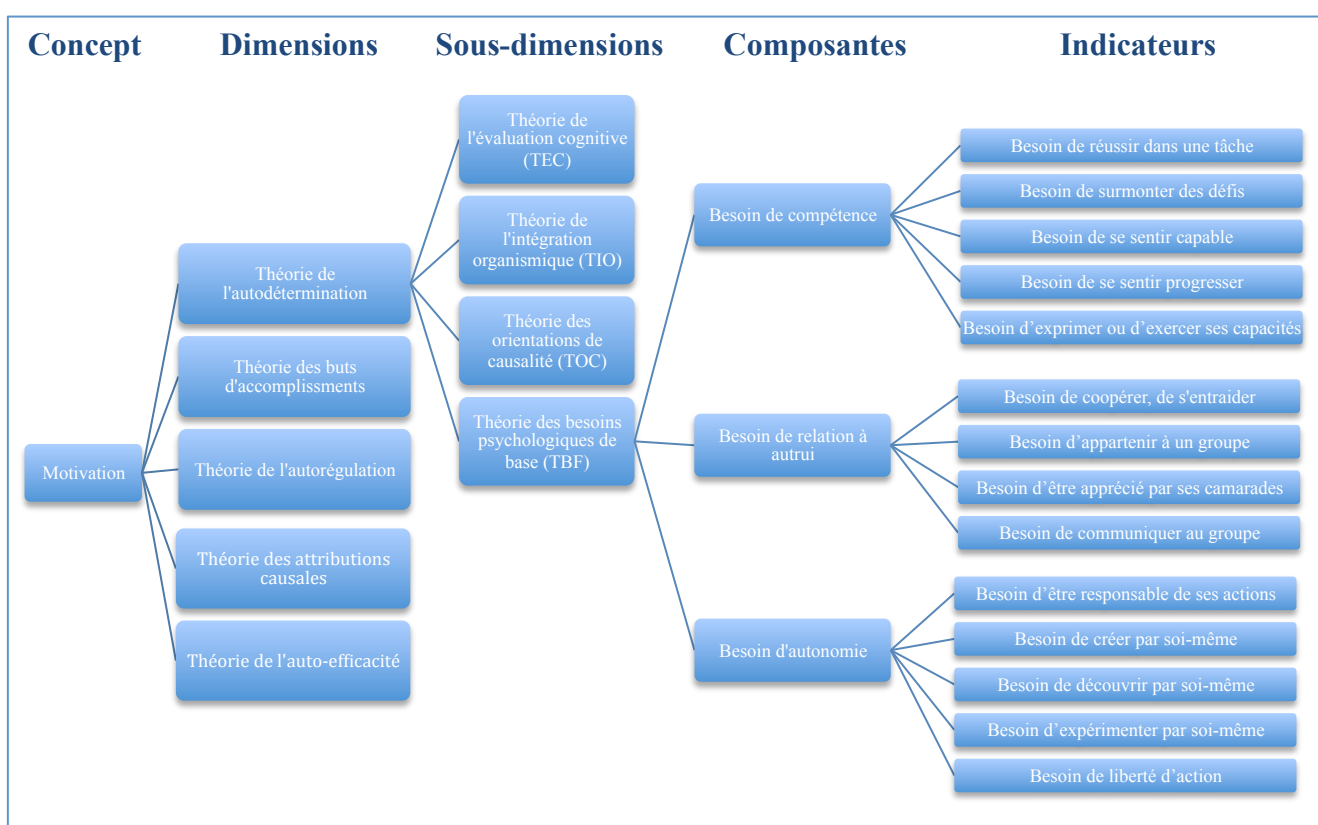 Concept
Dimensions
Sous-dimensions
Composantes
Indicateurs
Motivation
Théorie de
l'autodétermination
Théorie des buts
d'accomplissments
Théorie de l'autorégulation
Théorie des attributions
causales
Théorie de l'auto-efficacité
Théorie de
l'évaluation cognitive
(TEC)
Théorie de
l'intégration
organismique (TIO)
Théorie des
orientations de
causalité (TOC)
Théorie des besoins
psychologiques de
base (TBF)
Besoin de compétence
Besoin de relation à
autrui
Besoin d'autonomie
Besoin de réussir dans une tâche
Besoin de surmonter des défis
Besoin de se sentir capable
Besoin de se sentir progresser
Besoin d’exprimer ou d’exercer ses capacités
Besoin de coopérer, de s'entraider
Besoin d’appartenir à un groupe
Besoin d’être apprécié par ses camarades
Besoin de communiquer au groupe
Besoin d’être responsable de ses actions
Besoin de créer par soi-même
Besoin de découvrir par soi-même
Besoin d’expérimenter par soi-même
Besoin de liberté d’action